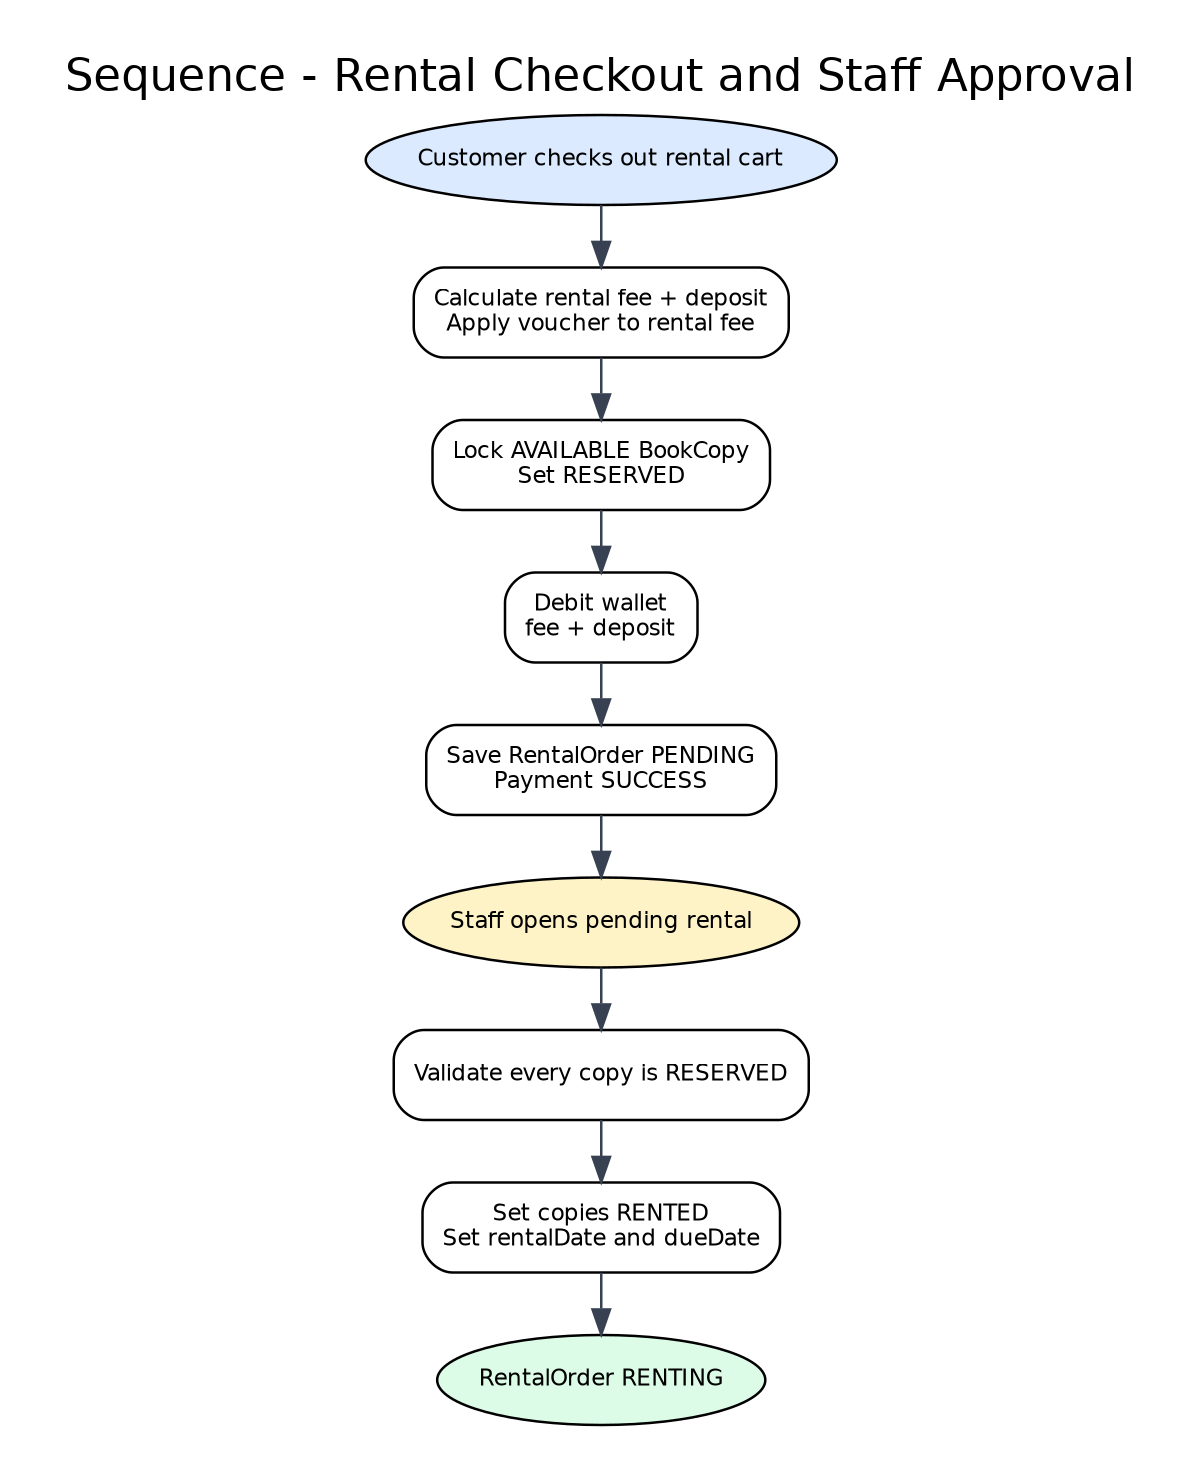 Sequence - Rental Checkout and Staff Approval
Customer checks out rental cart
Calculate rental fee + deposit
Apply voucher to rental fee
Lock AVAILABLE BookCopy
Set RESERVED
Debit wallet
fee + deposit
Save RentalOrder PENDING
Payment SUCCESS
Staff opens pending rental
Validate every copy is RESERVED
Set copies RENTED
Set rentalDate and dueDate
RentalOrder RENTING